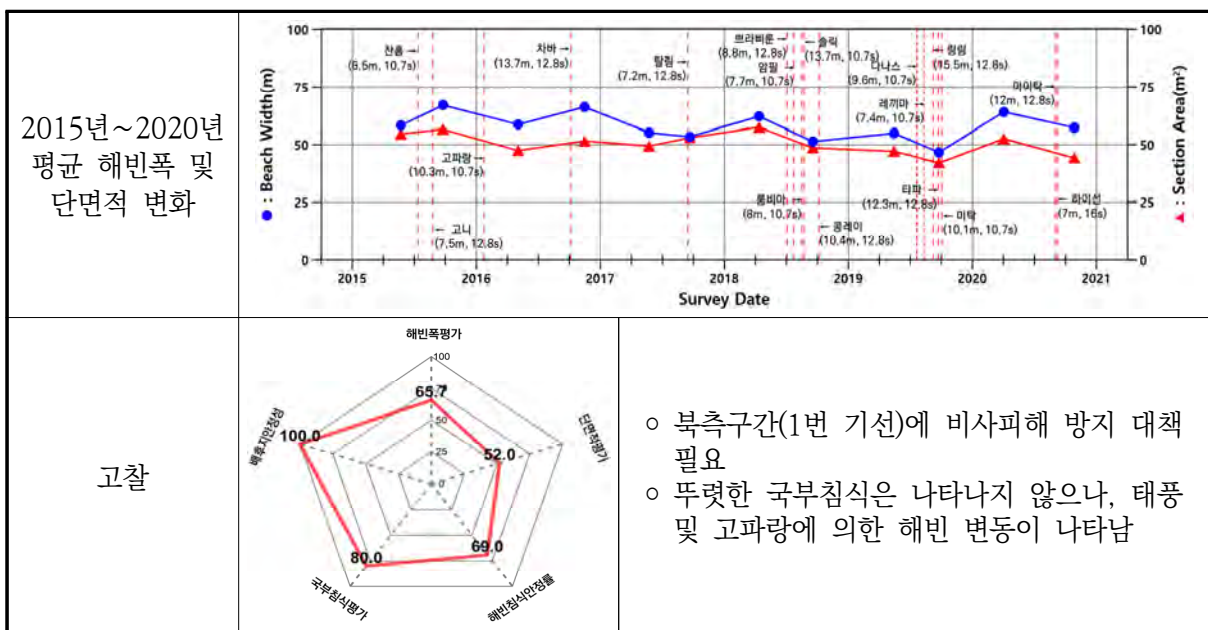 2015년~2020년
평균 해빈폭 및
단면적 변화
● : Beach Width(m)
100
75
50
25
0
찬홈 →
(6.5m, 10.7s)
차바 →
(13.7m, 12.8s)
탈림 →
(7.2m, 12.8s)
쁘라삐룬 →
(8.8m, 12.8s)
암필 →
(7.7m, 10.7s)
← 솔릭
(13.7m, 10.7s)
다나스 →
(9.6m, 10.7s)
← 링링
(15.5m, 12.8s)
레끼마 →
(7.4m, 10.7s)
마이삭 →
(12m, 12.8s)
고파랑 →
(10.3m, 10.7s)
← 고니
(7.5m, 12.8s)
룸비아 →
(8m, 10.7s)
← 콩레이
(10.4m, 12.8s)
타파 →
(12.3m, 12.8s)
← 미탁
(10.1m, 10.7s)
← 하이선
(7m, 16s)
100
75
50
25
0
▲ : Section Area(m²)
2015 2016 2017 2018 2019 2020 2021
Survey Date
고찰
해빈폭평가
100
65.7
50
25
0
단면적평가
52.0
해빈침식안정률
69.0
국부침식평가
80.0
배후지안정성
100.0
○ 북측구간(1번 기선)에 비사피해 방지 대책
필요
○ 뚜렷한 국부침식은 나타나지 않으나, 태풍
및 고파랑에 의한 해빈 변동이 나타남